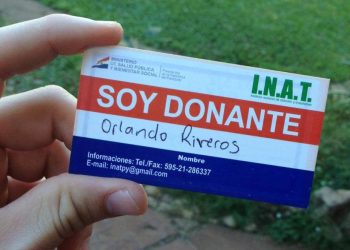 MINISTERIO
DE SALUD PÚBLICA
Y BIENESTAR SOCIAL
I.N.A.T.
SOY DONANTE
Orlando Riveros
Nombre
Informaciones: Tel./Fax: 595-21-286337
E-mail: inatpy@gmail.com